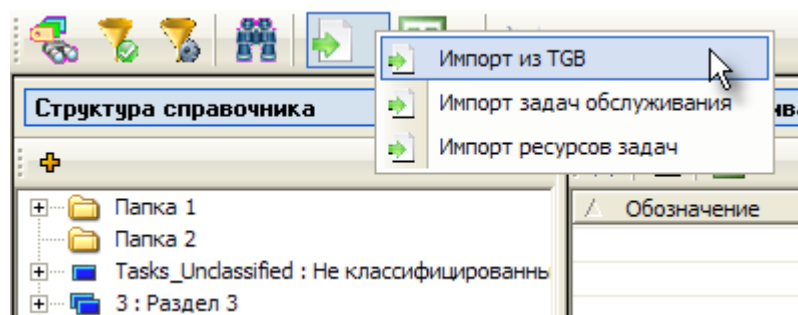 Импорт из TGB
Структура справочника
Импорт задач обслуживания
Импорт ресурсов задач
Папка 1
Обозначение
Папка 2
Tasks_Unclassified : Не классифицированны
3 : Раздел 3